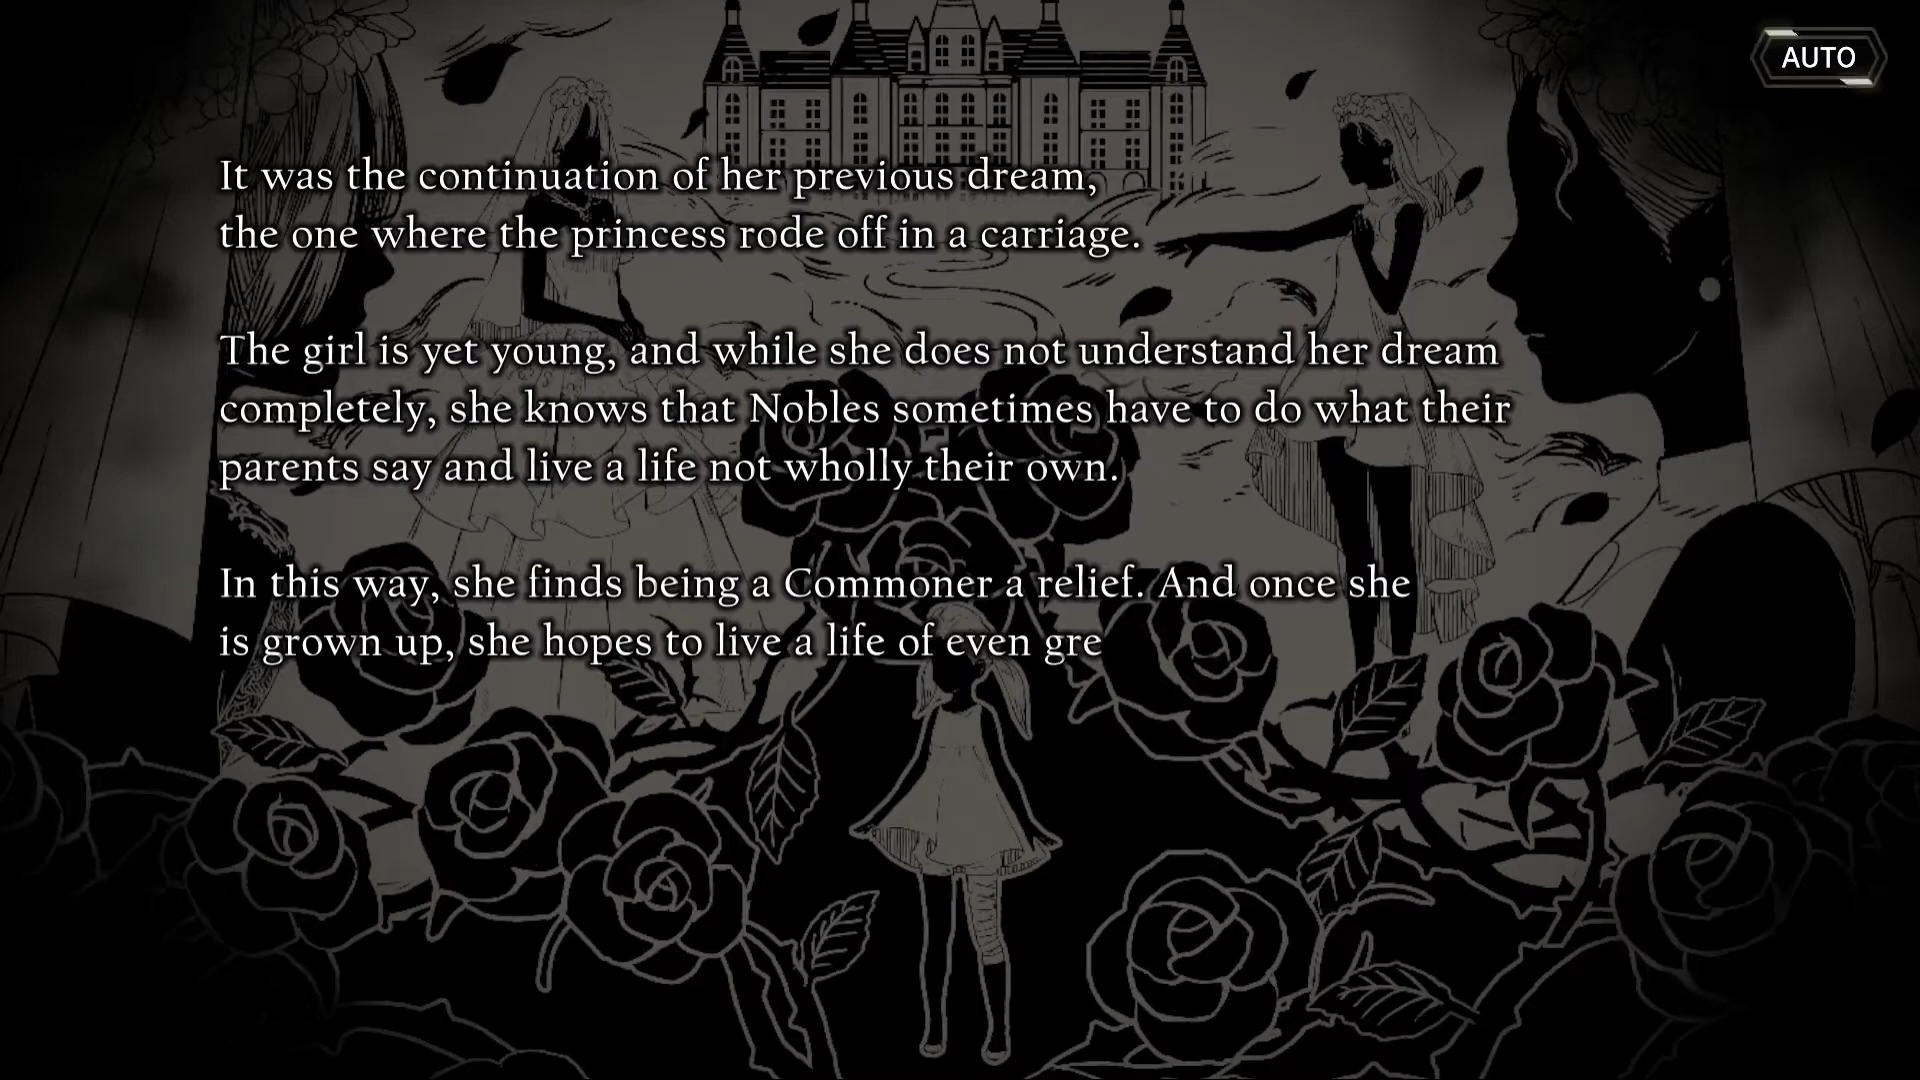 AUTO
It was the continuation of her previous dream,
the one where the princess rode off in a carriage.
The girl is yet young, and while she does not understand her dream
completely, she knows that Nobles sometimes have to do what their
parents say and live a life not wholly their own.
In this way, she finds being a Commoner a relief. And once she
is grown up, she hopes to live a life of even gre